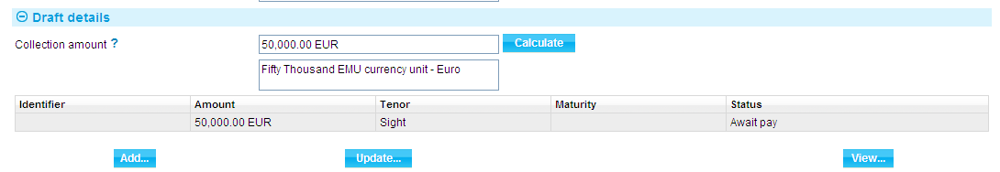 Draft details
Collection amount ? 50,000.00 EUR Calculate
Fifty Thousand EMU currency unit - Euro
Identifier Amount Tenor Maturity Status
50,000.00 EUR Sight Await pay
Add... Update... View...